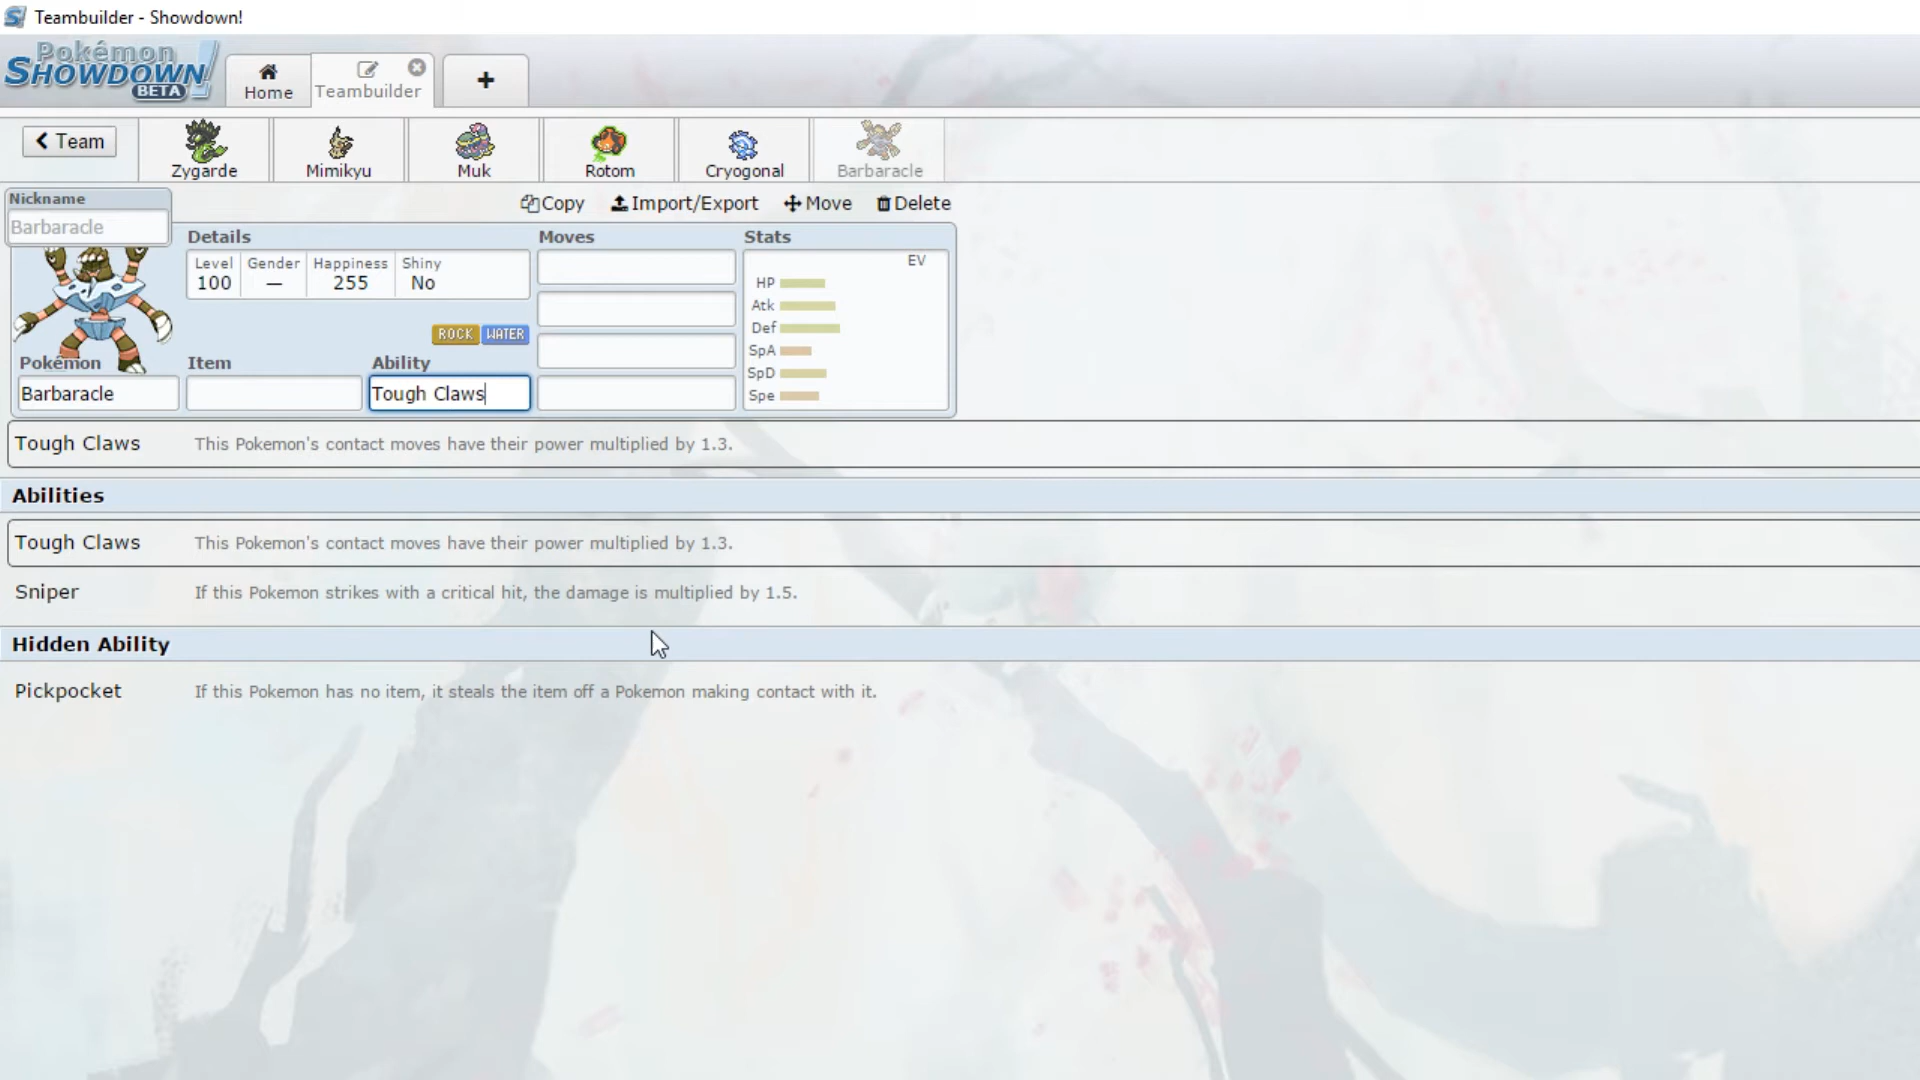 Teambuilder - Showdown!
Pokémon
SHOWDOWN!
BETA
Home
Teambuilder
Team
Zygarde
Mimikyu
Muk
Rotom
Cryogonal
Barbaracle
Nickname
Barbaracle
Copy
Import/Export
Move
Delete
Details
Moves
Stats
Level
Gender
Happiness
Shiny
100
—
255
No
EV
HP
Atk
Def
SpA
SpD
Spe
ROCK
WATER
Pokémon
Item
Ability
Barbaracle
Tough Claws
Tough Claws This Pokemon's contact moves have their power multiplied by 1.3.
Abilities
Tough Claws This Pokemon's contact moves have their power multiplied by 1.3.
Sniper If this Pokemon strikes with a critical hit, the damage is multiplied by 1.5.
Hidden Ability
Pickpocket If this Pokemon has no item, it steals the item off a Pokemon making contact with it.